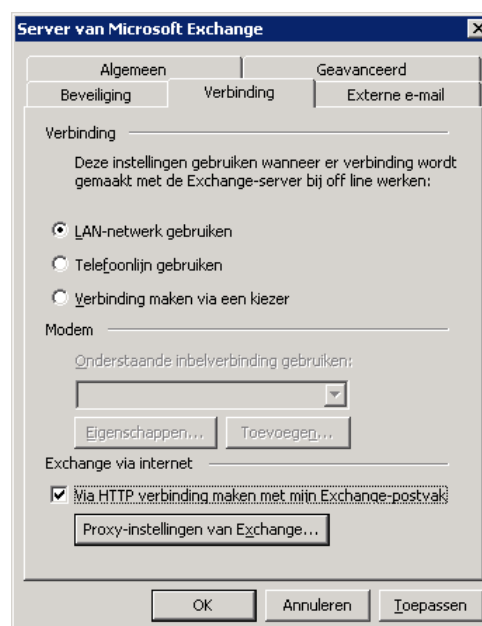 Server van Microsoft Exchange
Algemeen Geavanceerd
Beveiliging Verbinding Externe e-mail
Verbinding
Deze instellingen gebruiken wanneer er verbinding wordt
gemaakt met de Exchange-server bij off line werken:
LAN-netwerk gebruiken
Telefoonlijn gebruiken
Verbinding maken via een kiezer
Modem
Onderstaande inbelverbinding gebruiken:
Eigenschappen... Toevoegen...
Exchange via internet
Via HTTP verbinding maken met mijn Exchange-postvak
Proxy-instellingen van Exchange...
OK Annuleren Toepassen